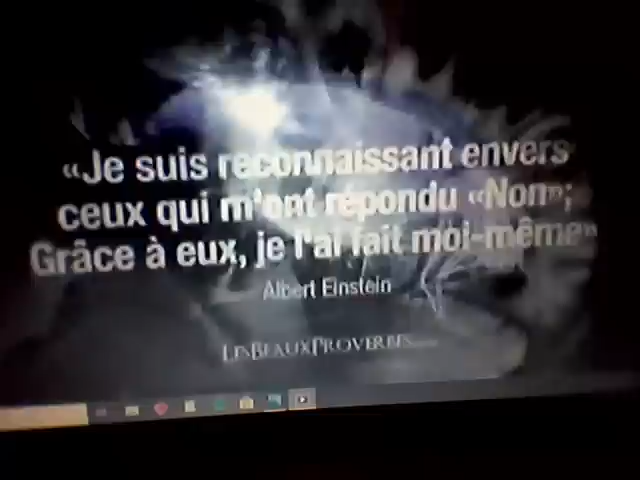 «Je suis reconnaissant envers
ceux qui m'ont répondu «Non»;
Grâce à eux, je l'ai fait moi-même»
Albert Einstein
LesBeauxProverbes